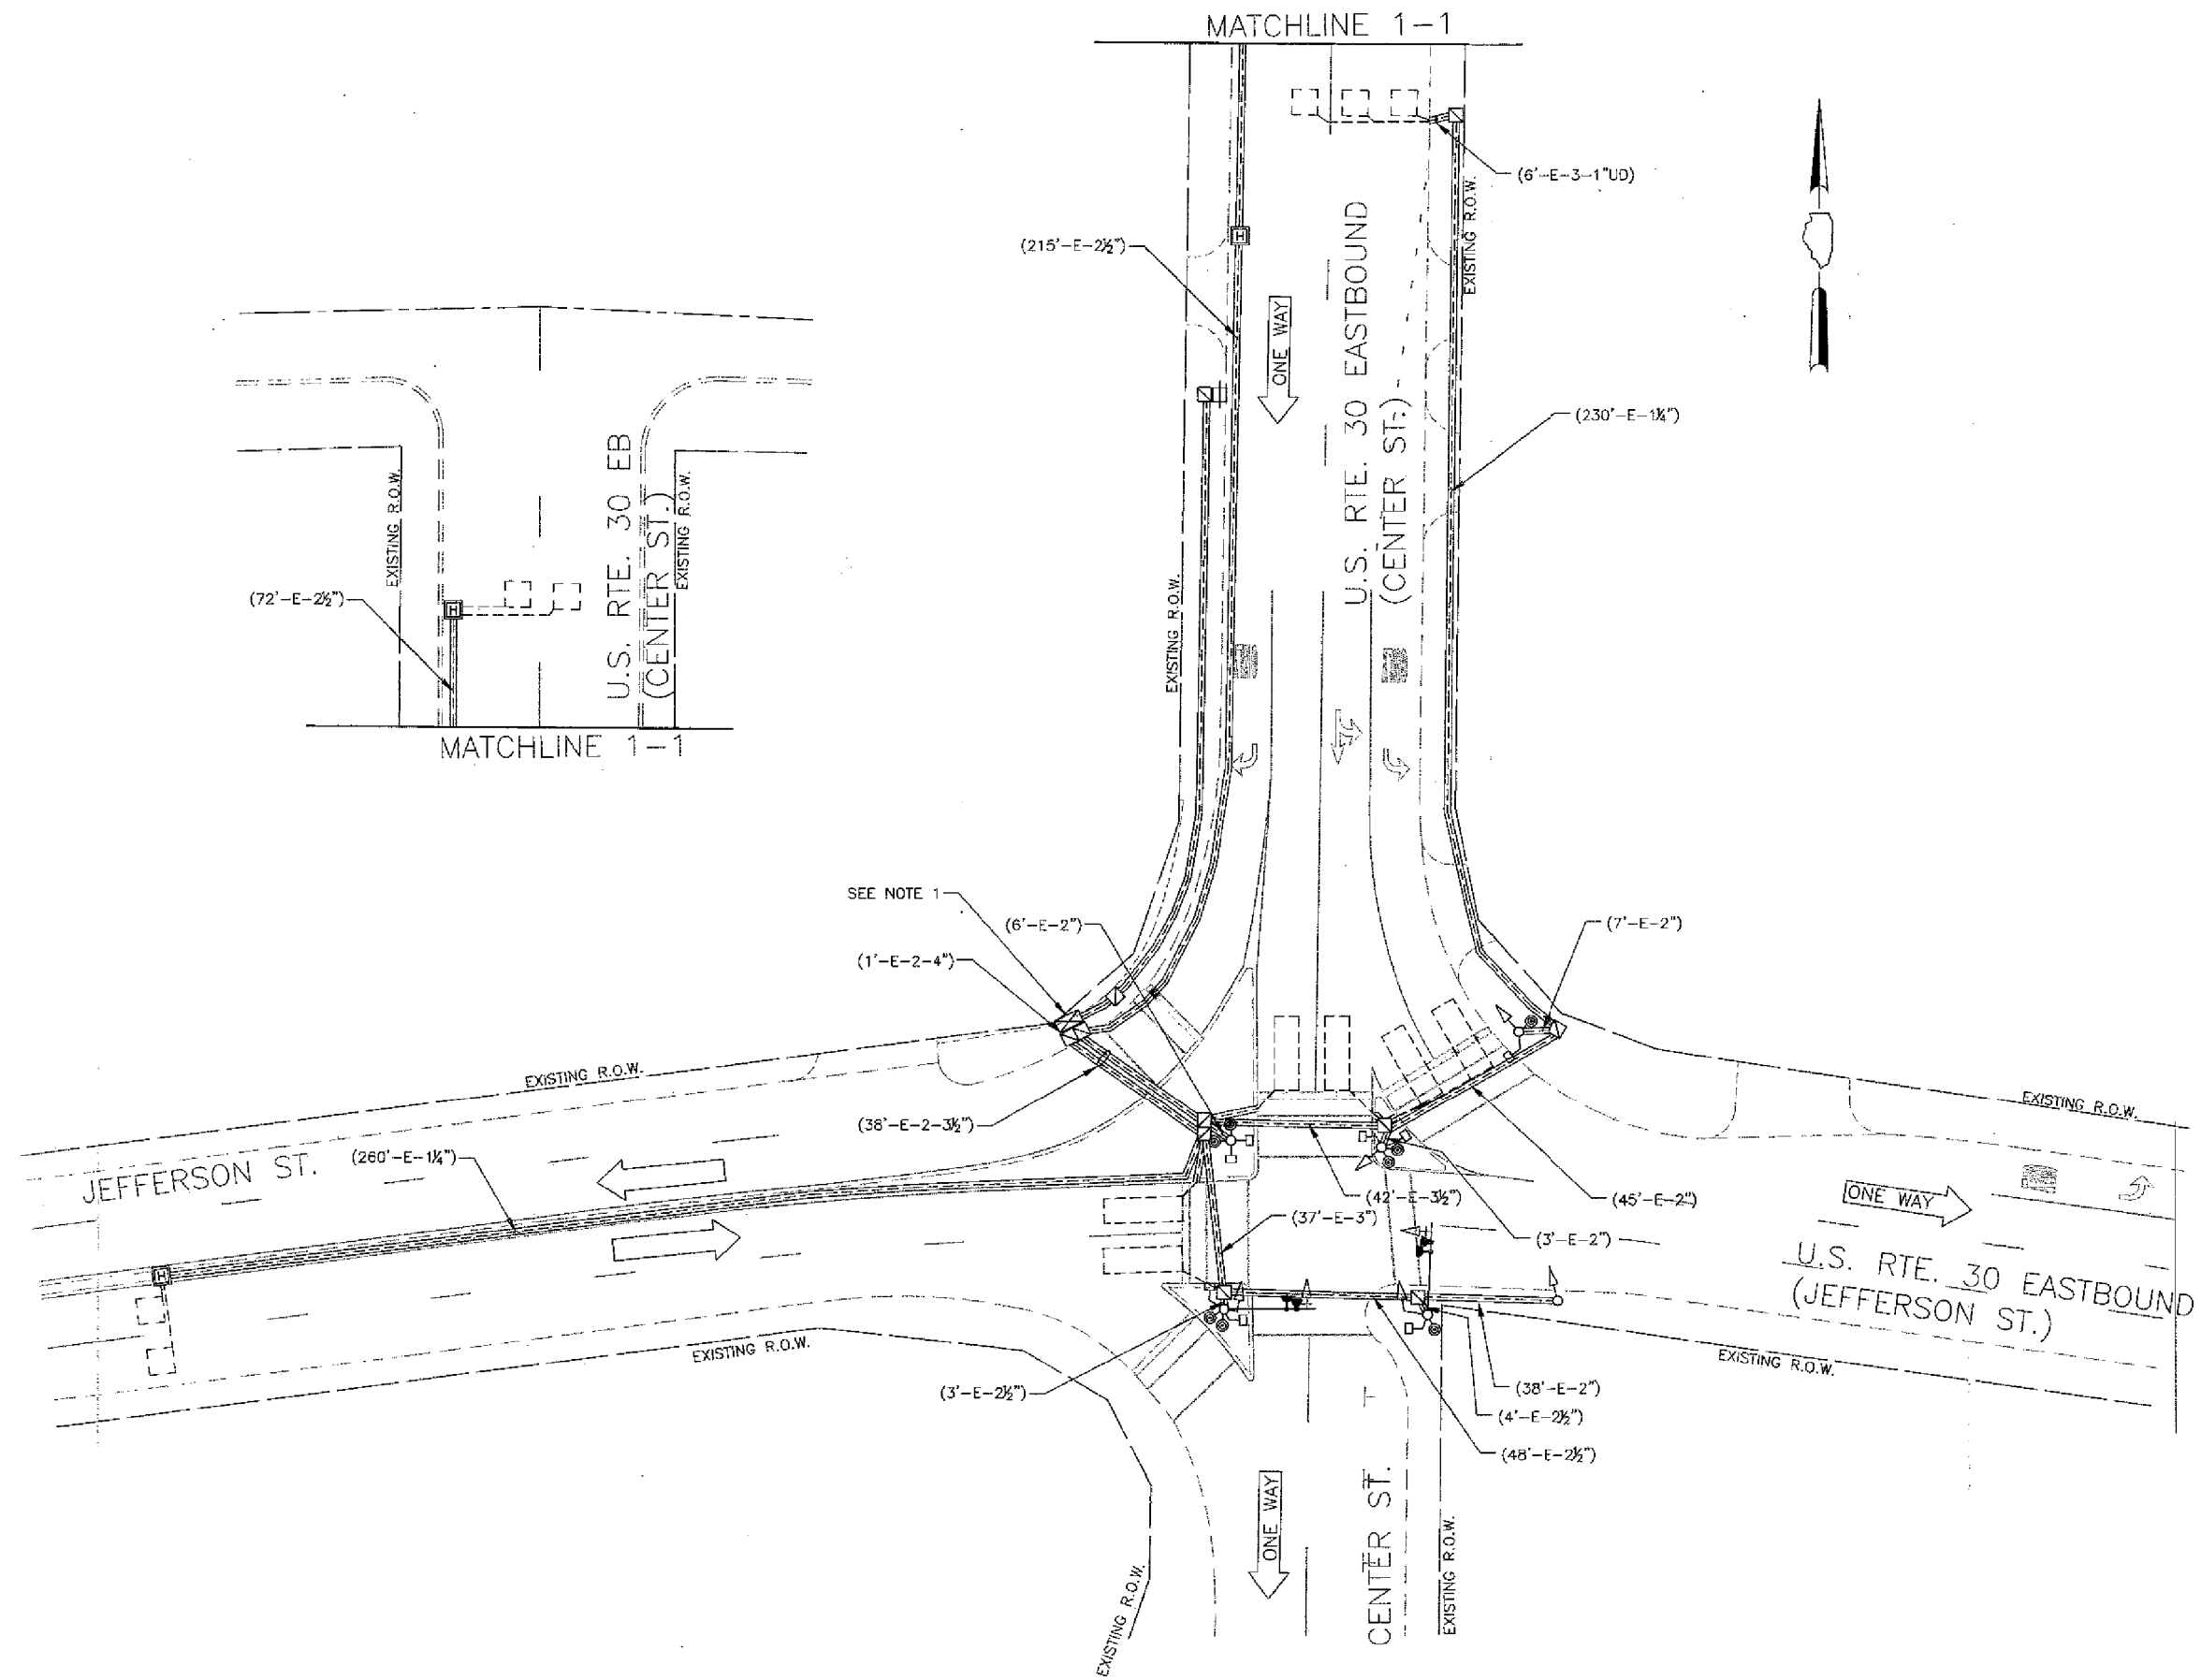 MATCHLINE 1-1
(6'-E-3-1"UD)
EXISTING R.O.W.
(215'-E-2½")
U.S. RTE. 30 EASTBOUND
(CENTER ST.)
ONE WAY
(230'-E-1¼")
EXISTING R.O.W.
U.S. RTE. 30 EB
(CENTER ST.)
EXISTING R.O.W.
H
H
(72'-E-2½")
MATCHLINE 1-1
EXISTING R.O.W.
SEE NOTE 1
(6'-E-2")
(7'-E-2")
(1'-E-2-4")
EXISTING R.O.W.
EXISTING R.O.W.
(38'-E-2-3½")
JEFFERSON ST.
(260'-E-1¼")
(42'-E-3½")
(45'-E-2")
ONE WAY
(37'-E-3")
(3'-E-2")
U.S. RTE. 30 EASTBOUND
(JEFFERSON ST.)
H
EXISTING R.O.W.
EXISTING R.O.W.
(3'-E-2½")
(38'-E-2")
(4'-E-2½")
(48'-E-2½")
ONE WAY
CENTER ST.
EXISTING R.O.W.
EXISTING R.O.W.